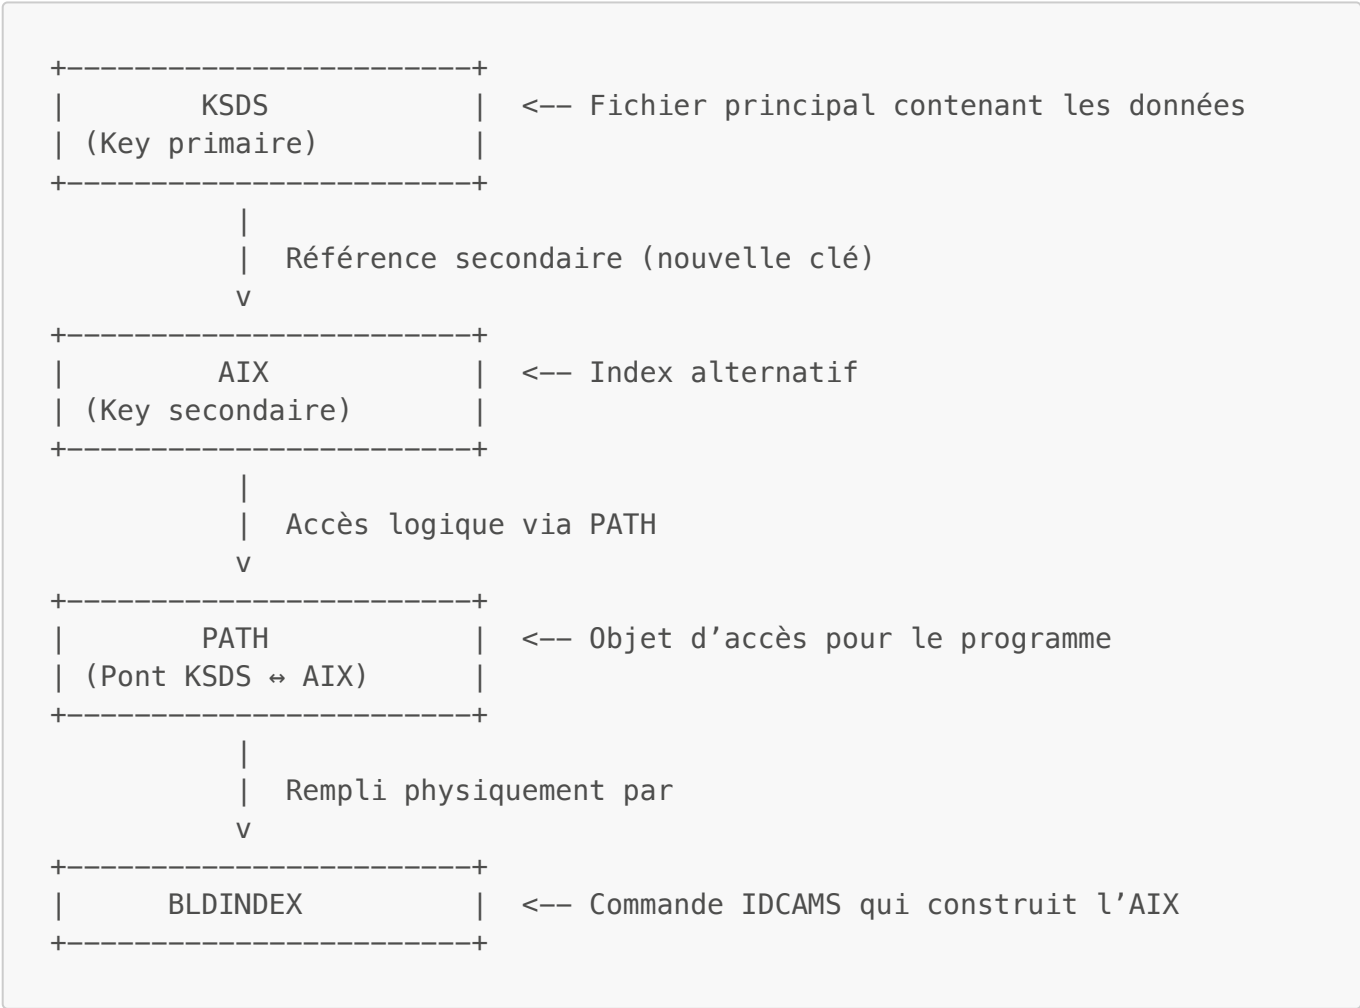 +------------------------+
|        KSDS            |  <-- Fichier principal contenant les données
| (Key primaire)         |
+------------------------+
           |
           |  Référence secondaire (nouvelle clé)
           v
+------------------------+
|         AIX            |  <-- Index alternatif
| (Key secondaire)       |
+------------------------+
           |
           |  Accès logique via PATH
           v
+------------------------+
|        PATH            |  <-- Objet d’accès pour le programme
| (Pont KSDS ↔ AIX)      |
+------------------------+
           |
           |  Rempli physiquement par
           v
+------------------------+
|      BLDINDEX          |  <-- Commande IDCAMS qui construit l’AIX
+------------------------+